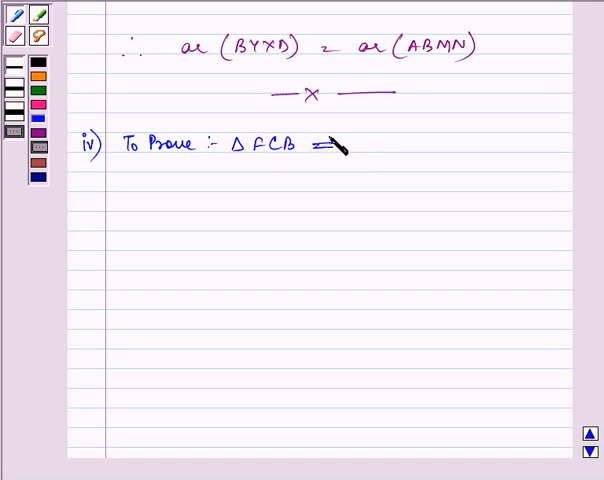 ∴ ar (BYXD) = ar (ABMN)
— X —
iv) To Prove :- Δ FCB =